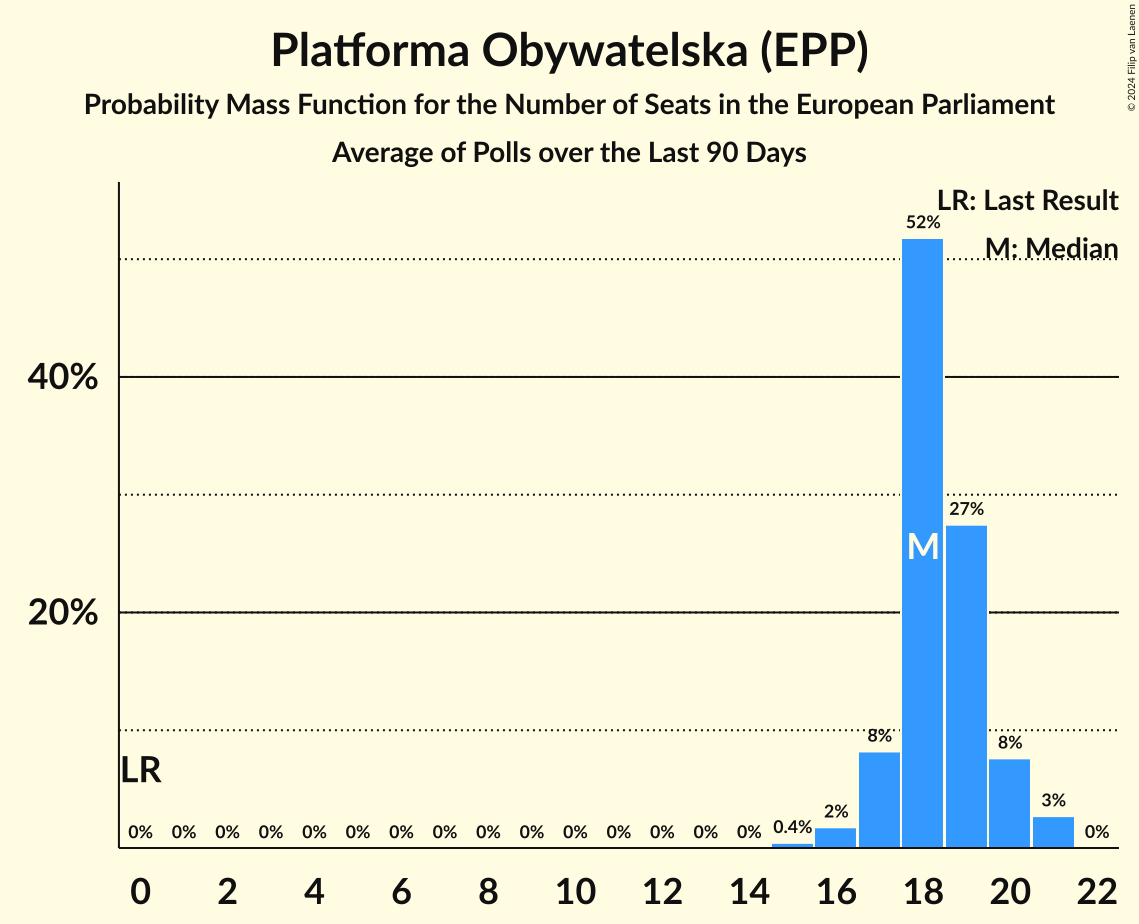 Platforma Obywatelska (EPP)
Probability Mass Function for the Number of Seats in the European Parliament
Average of Polls over the Last 90 Days
© 2024 Filip van Laenen
LR: Last Result
M: Median
52%
40%
27%
M
20%
8%
8%
LR
3%
2%
0% 0% 0% 0% 0% 0% 0% 0% 0% 0% 0% 0% 0% 0% 0% 0.4% 0%
0 2 4 6 8 10 12 14 16 18 20 22